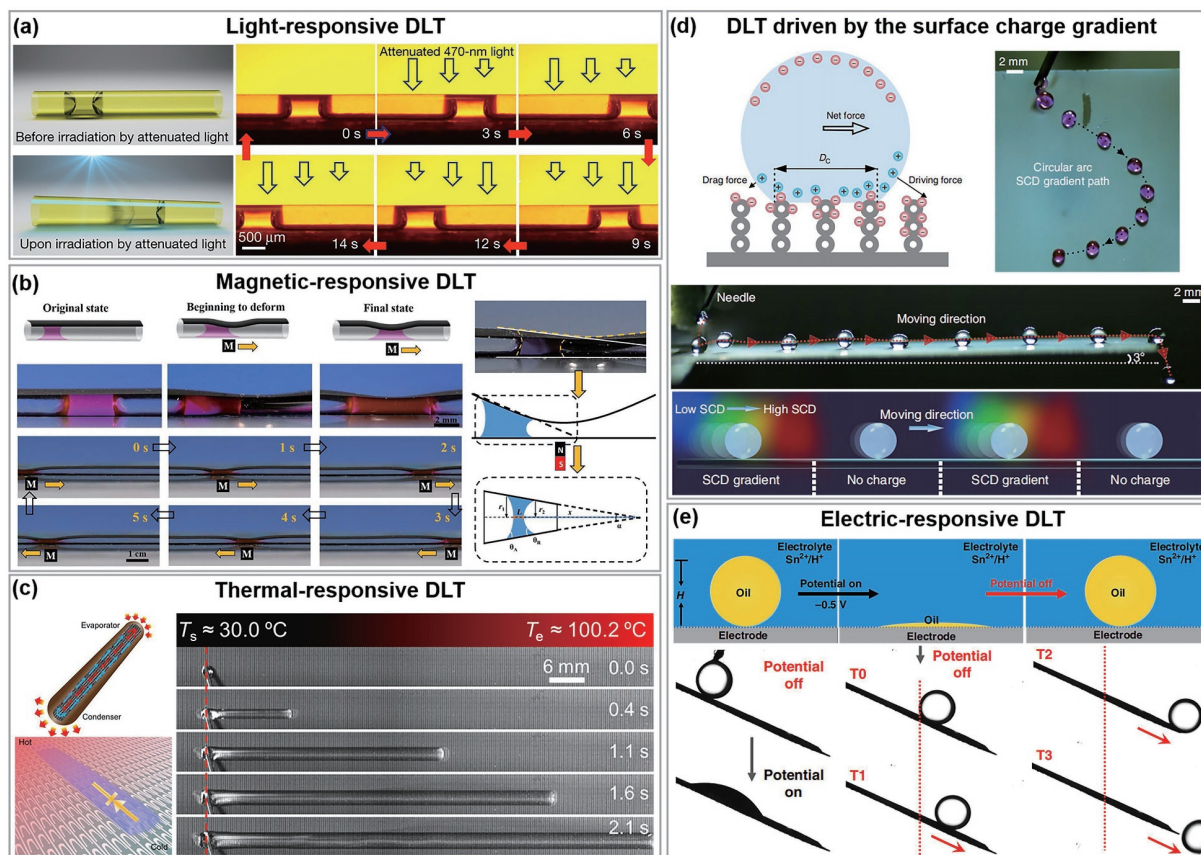 (a) Light-responsive DLT
Before irradiation by attenuated light
Upon irradiation by attenuated light
Attenuated 470-nm light
0 s
3 s
6 s
14 s
12 s
9 s
500 μm
(b) Magnetic-responsive DLT
Original state
Beginning to deform
Final state
M
M
2 mm
0 s
1 s
2 s
M
M
M
5 s
4 s
3 s
M
M
M
1 cm
N
S
r₁
L
r₂
x
α
θA
θB
(c) Thermal-responsive DLT
Evaporator
Condenser
Hot
Cold
Ts ≈ 30.0 ºC
Te ≈ 100.2 ºC
6 mm
0.0 s
0.4 s
1.1 s
1.6 s
2.1 s
(d) DLT driven by the surface charge gradient
Net force
DC
Drag force
Driving force
2 mm
Circular arc
SCD gradient path
Needle
Moving direction
2 mm
3°
Low SCD
High SCD
Moving direction
SCD gradient
No charge
SCD gradient
No charge
(e) Electric-responsive DLT
Electrolyte
Sn²⁺/H⁺
H
Oil
Electrode
Potential on
−0.5 V
Electrolyte
Sn²⁺/H⁺
Oil
Electrode
Potential off
Electrolyte
Sn²⁺/H⁺
Oil
Electrode
Potential
off
Potential
on
T0
Potential
off
T1
T2
T3